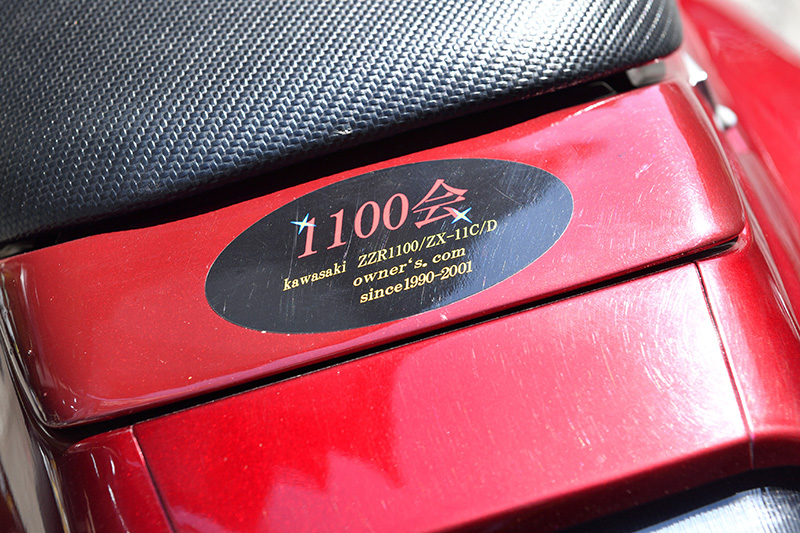 1100会
kawasaki ZZR1100/ZX-11C/D
owner‘s. com
since1990-2001